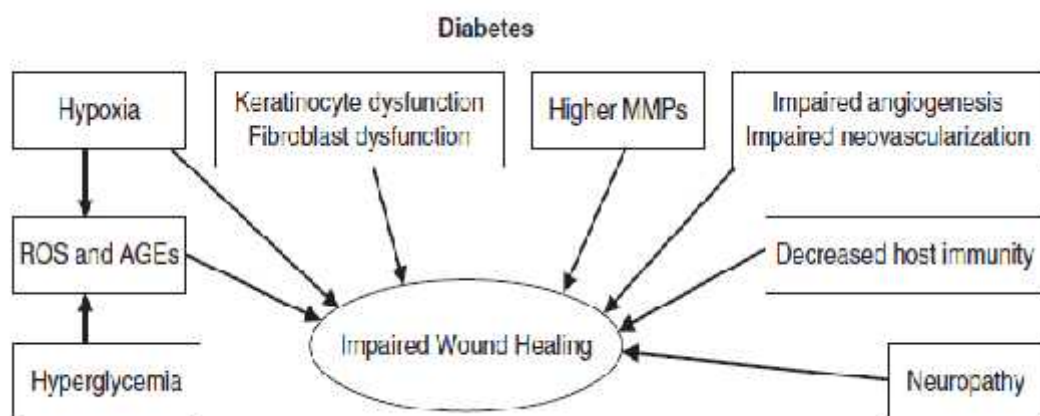 Diabetes
Hypoxia
Keratinocyte dysfunction
Fibroblast dysfunction
Higher MMPs
Impaired angiogenesis
Impaired neovascularization
ROS and AGEs
Decreased host immunity
Impaired Wound Healing
Hyperglycemia
Neuropathy